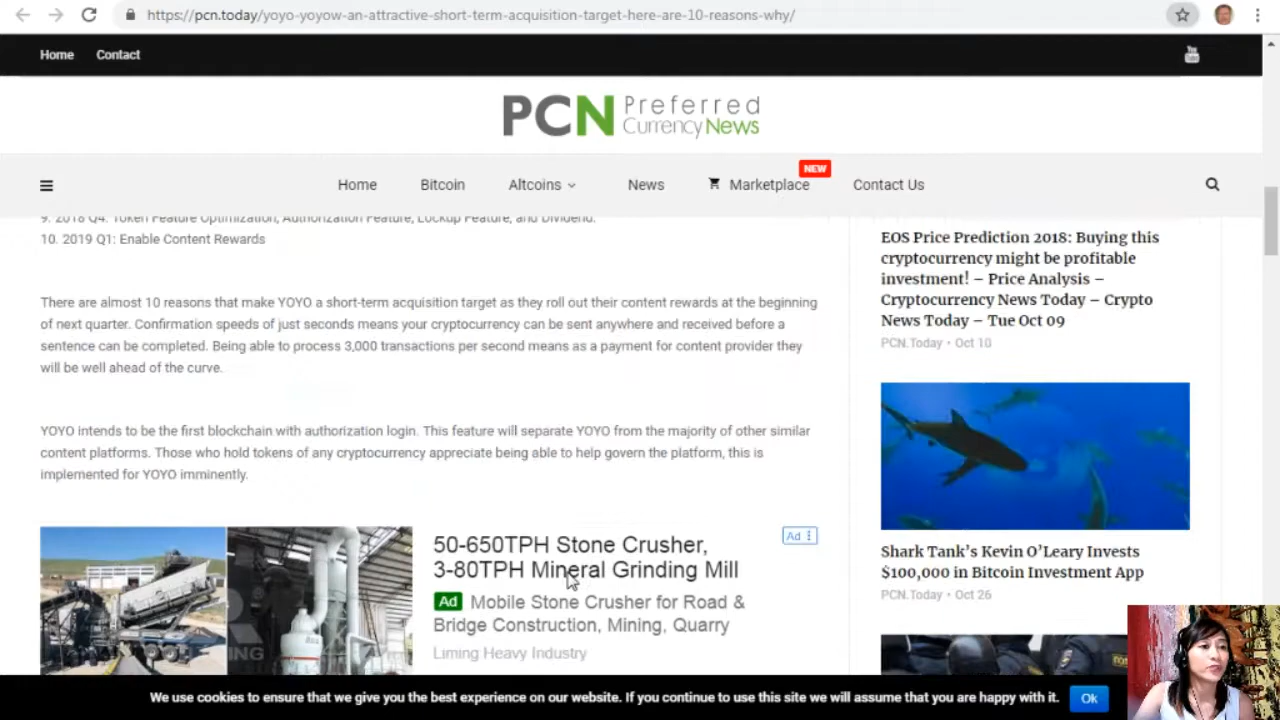 https://pcn.today/yoyo-yoyow-an-attractive-short-term-acquisition-target-here-are-10-reasons-why/
Home Contact
You Tube
PCN Preferred
Currency News
Home Bitcoin Altcoins News Marketplace NEW Contact Us
9. 2018 Q4: Token Feature Optimization, Authorization Feature, Lockup Feature, and Dividend.
10. 2019 Q1: Enable Content Rewards
There are almost 10 reasons that make YOYO a short-term acquisition target as they roll out their content rewards at the beginning
of next quarter. Confirmation speeds of just seconds means your cryptocurrency can be sent anywhere and received before a
sentence can be completed. Being able to process 3,000 transactions per second means as a payment for content provider they
will be well ahead of the curve.
YOYO intends to be the first blockchain with authorization login. This feature will separate YOYO from the majority of other similar
content platforms. Those who hold tokens of any cryptocurrency appreciate being able to help govern the platform, this is
implemented for YOYO imminently.
50-650TPH Stone Crusher,
3-80TPH Mineral Grinding Mill
Ad
Ad Mobile Stone Crusher for Road &
Bridge Construction, Mining, Quarry
Liming Heavy Industry
EOS Price Prediction 2018: Buying this
cryptocurrency might be profitable
investment! – Price Analysis –
Cryptocurrency News Today – Crypto
News Today – Tue Oct 09
PCN.Today • Oct 10
Shark Tank's Kevin O'Leary Invests
$100,000 in Bitcoin Investment App
PCN.Today • Oct 26
We use cookies to ensure that we give you the best experience on our website. If you continue to use this site we will assume that you are happy with it. Ok